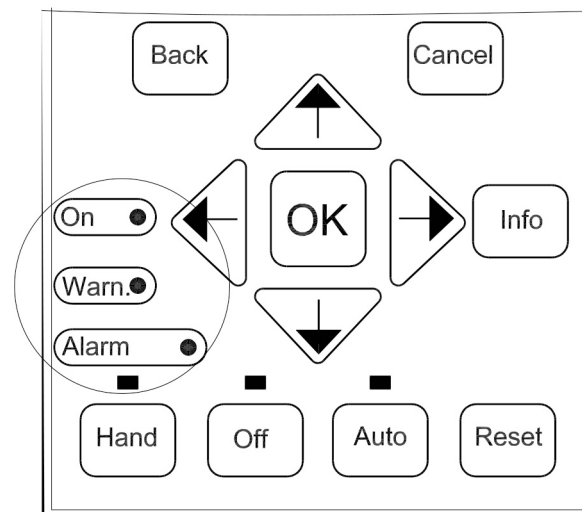 Back
Cancel
On
OK
Info
Warn.
Alarm
Hand
Off
Auto
Reset